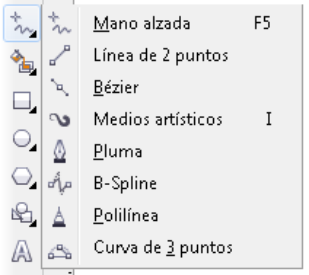 Mano alzada F5
Línea de 2 puntos
Bézier
Medios artísticos I
Pluma
B-Spline
Polilínea
Curva de 3 puntos